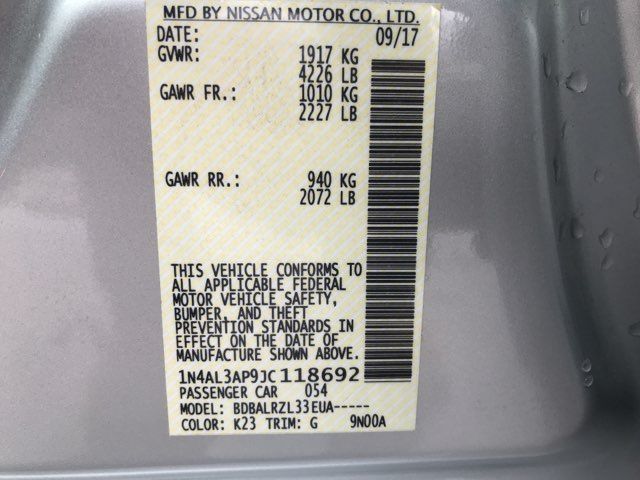 MFD BY NISSAN MOTOR CO., LTD.
DATE: 09/17
GVWR: 1917 KG
4226 LB
GAWR FR.: 1010 KG
2227 LB
GAWR RR.: 940 KG
2072 LB
THIS VEHICLE CONFORMS TO
ALL APPLICABLE FEDERAL
MOTOR VEHICLE SAFETY,
BUMPER, AND THEFT
PREVENTION STANDARDS IN
EFFECT ON THE DATE OF
MANUFACTURE SHOWN ABOVE.
1N4AL3AP9JC118692
PASSENGER CAR 054
MODEL: BDBALRZL33EUA-----
COLOR: K23 TRIM: G 9N00A